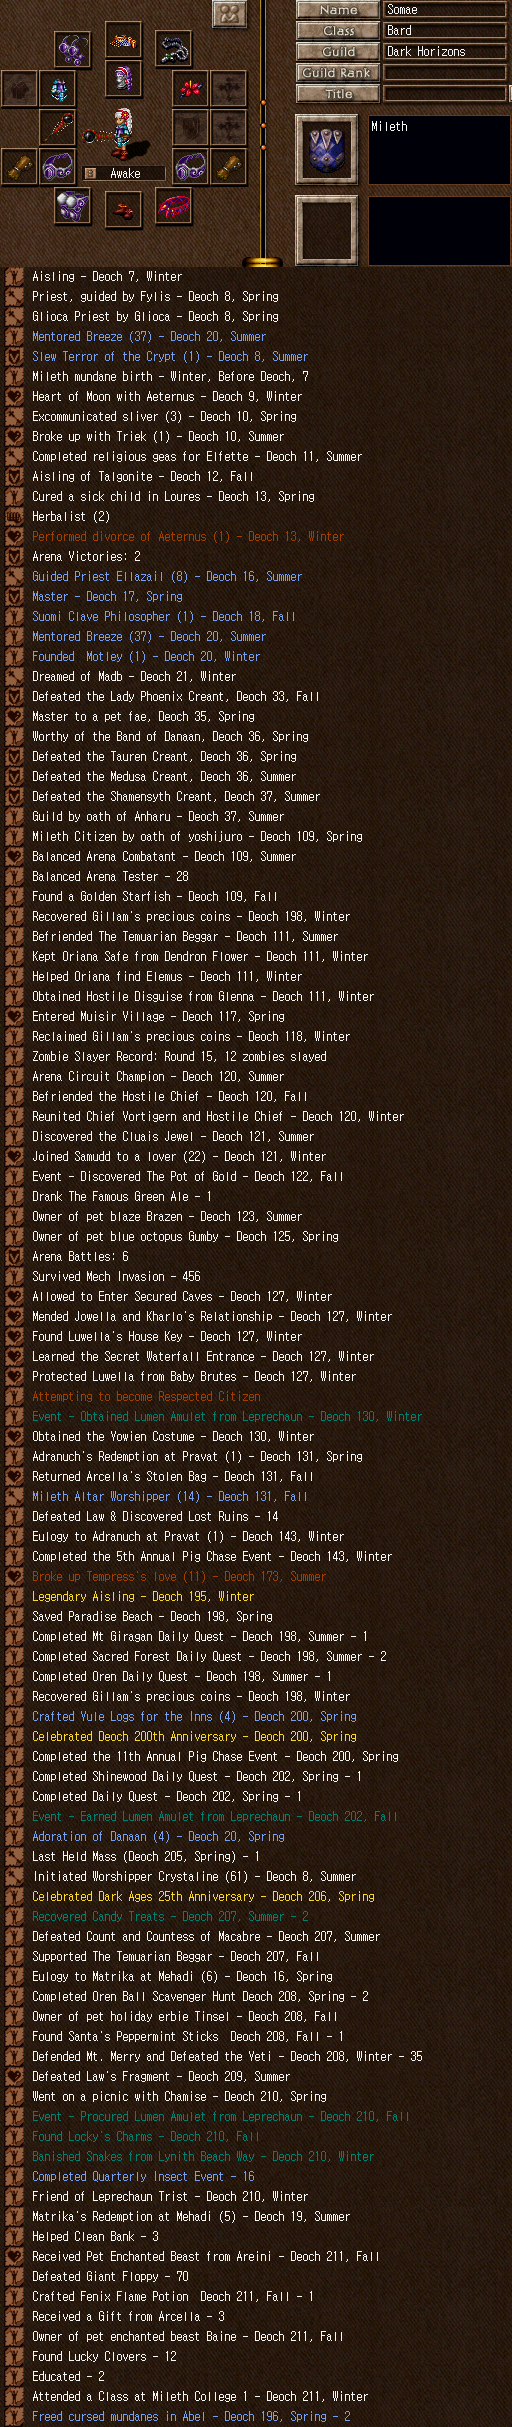 Name
Somae
Class
Bard
Guild
Dark Horizons
Guild Rank
Title
Mileth
Awake
Aisling - Deoch 7, Winter
Priest, guided by Fylis - Deoch 8, Spring
Glioca Priest by Glioca - Deoch 8, Spring
Mentored Breeze (37) - Deoch 20, Summer
Slew Terror of the Crypt (1) - Deoch 8, Summer
Mileth mundane birth - Winter, Before Deoch, 7
Heart of Moon with Aeternus - Deoch 9, Winter
Excommunicated sliver (3) - Deoch 10, Spring
Broke up with Triek (1) - Deoch 10, Summer
Completed religious geas for Elfette - Deoch 11, Summer
Aisling of Talgonite - Deoch 12, Fall
Cured a sick child in Loures - Deoch 13, Spring
Herbalist (2)
Performed divorce of Aeternus (1) - Deoch 13, Winter
Arena Victories: 2
Guided Priest Ellazail (8) - Deoch 16, Summer
Master - Deoch 17, Spring
Suomi Clave Philosopher (1) - Deoch 18, Fall
Mentored Breeze (37) - Deoch 20, Summer
Founded  Motley (1) - Deoch 20, Winter
Dreamed of Madb - Deoch 21, Winter
Defeated the Lady Phoenix Creant, Deoch 33, Fall
Master to a pet fae, Deoch 35, Spring
Worthy of the Band of Danaan, Deoch 36, Spring
Defeated the Tauren Creant, Deoch 36, Spring
Defeated the Medusa Creant, Deoch 36, Summer
Defeated the Shamensyth Creant, Deoch 37, Summer
Guild by oath of Anharu - Deoch 37, Summer
Mileth Citizen by oath of yoshijuro - Deoch 109, Spring
Balanced Arena Combatant - Deoch 109, Summer
Balanced Arena Tester - 28
Found a Golden Starfish - Deoch 109, Fall
Recovered Gillam's precious coins - Deoch 198, Winter
Befriended The Temuarian Beggar - Deoch 111, Summer
Kept Oriana Safe from Dendron Flower - Deoch 111, Winter
Helped Oriana find Elemus - Deoch 111, Winter
Obtained Hostile Disguise from Glenna - Deoch 111, Winter
Entered Muisir Village - Deoch 117, Spring
Reclaimed Gillam's precious coins - Deoch 118, Winter
Zombie Slayer Record: Round 15, 12 zombies slayed
Arena Circuit Champion - Deoch 120, Summer
Befriended the Hostile Chief - Deoch 120, Fall
Reunited Chief Vortigern and Hostile Chief - Deoch 120, Winter
Discovered the Cluais Jewel - Deoch 121, Summer
Joined Samudd to a lover (22) - Deoch 121, Winter
Event - Discovered The Pot of Gold - Deoch 122, Fall
Drank The Famous Green Ale - 1
Owner of pet blaze Brazen - Deoch 123, Summer
Owner of pet blue octopus Gumby - Deoch 125, Spring
Arena Battles: 6
Survived Mech Invasion - 456
Allowed to Enter Secured Caves - Deoch 127, Winter
Mended Jowella and Kharlo's Relationship - Deoch 127, Winter
Found Luwella's House Key - Deoch 127, Winter
Learned the Secret Waterfall Entrance - Deoch 127, Winter
Protected Luwella from Baby Brutes - Deoch 127, Winter
Attempting to become Respected Citizen
Event - Obtained Lumen Amulet from Leprechaun - Deoch 130, Winter
Obtained the Yowien Costume - Deoch 130, Winter
Adranuch's Redemption at Pravat (1) - Deoch 131, Spring
Returned Arcella's Stolen Bag - Deoch 131, Fall
Mileth Altar Worshipper (14) - Deoch 131, Fall
Defeated Law & Discovered Lost Ruins - 14
Eulogy to Adranuch at Pravat (1) - Deoch 143, Winter
Completed the 5th Annual Pig Chase Event - Deoch 143, Winter
Broke up Tempress's love (11) - Deoch 173, Summer
Legendary Aisling - Deoch 195, Winter
Saved Paradise Beach - Deoch 198, Spring
Completed Mt Giragan Daily Quest - Deoch 198, Summer - 1
Completed Sacred Forest Daily Quest - Deoch 198, Summer - 2
Completed Oren Daily Quest - Deoch 198, Summer - 1
Recovered Gillam's precious coins - Deoch 198, Winter
Crafted Yule Logs for the Inns (4) - Deoch 200, Spring
Celebrated Deoch 200th Anniversary - Deoch 200, Spring
Completed the 11th Annual Pig Chase Event - Deoch 200, Spring
Completed Shinewood Daily Quest - Deoch 202, Spring - 1
Completed Daily Quest - Deoch 202, Spring - 1
Event - Earned Lumen Amulet from Leprechaun - Deoch 202, Fall
Adoration of Danaan (4) - Deoch 20, Spring
Last Held Mass (Deoch 205, Spring) - 1
Initiated Worshipper Crystaline (61) - Deoch 8, Summer
Celebrated Dark Ages 25th Anniversary - Deoch 206, Spring
Recovered Candy Treats - Deoch 207, Summer - 2
Defeated Count and Countess of Macabre - Deoch 207, Summer
Supported The Temuarian Beggar - Deoch 207, Fall
Eulogy to Matrika at Mehadi (6) - Deoch 16, Spring
Completed Oren Ball Scavenger Hunt Deoch 208, Spring - 2
Owner of pet holiday erbie Tinsel - Deoch 208, Fall
Found Santa's Peppermint Sticks  Deoch 208, Fall - 1
Defended Mt. Merry and Defeated the Yeti - Deoch 208, Winter - 35
Defeated Law's Fragment - Deoch 209, Summer
Went on a picnic with Chamise - Deoch 210, Spring
Event - Procured Lumen Amulet from Leprechaun - Deoch 210, Fall
Found Locky's Charms - Deoch 210, Fall
Banished Snakes from Lynith Beach Way - Deoch 210, Winter
Completed Quarterly Insect Event - 16
Friend of Leprechaun Trist - Deoch 210, Winter
Matrika's Redemption at Mehadi (5) - Deoch 19, Summer
Helped Clean Bank - 3
Received Pet Enchanted Beast from Areini - Deoch 211, Fall
Defeated Giant Floppy - 70
Crafted Fenix Flame Potion  Deoch 211, Fall - 1
Received a Gift from Arcella - 3
Owner of pet enchanted beast Baine - Deoch 211, Fall
Found Lucky Clovers - 12
Educated - 2
Attended a Class at Mileth College 1 - Deoch 211, Winter
Freed cursed mundanes in Abel - Deoch 196, Spring - 2